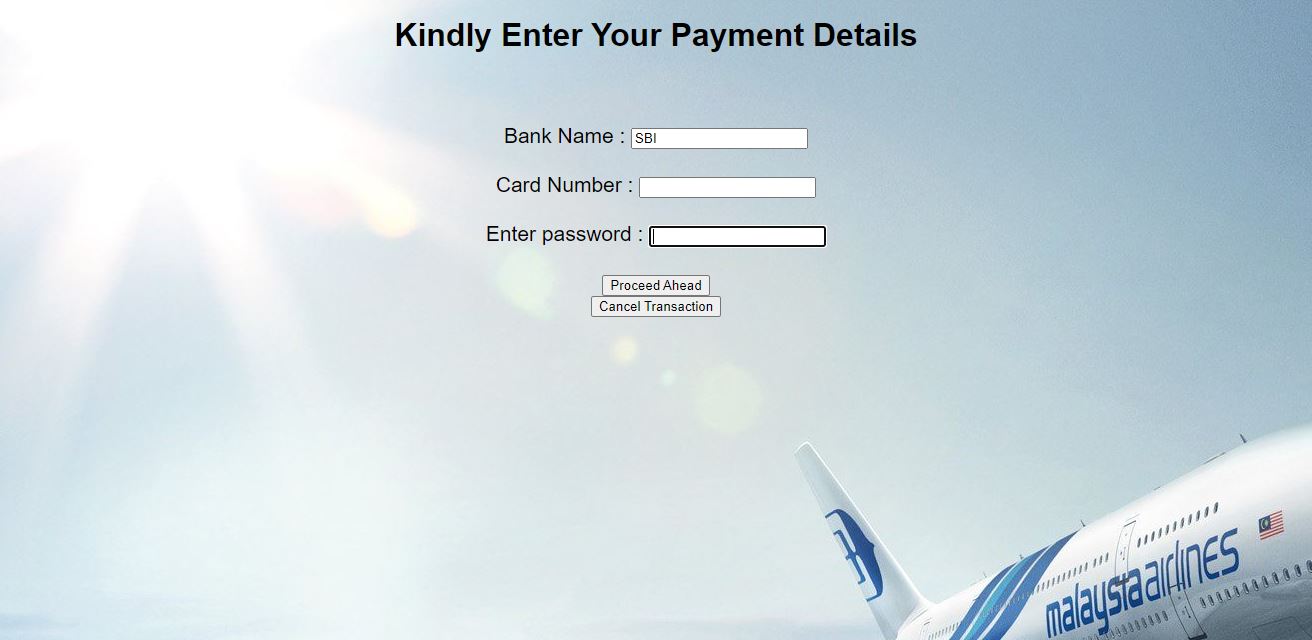 Kindly Enter Your Payment Details
Bank Name : SBI
Card Number :
Enter password :
Proceed Ahead
Cancel Transaction
malaysia airlines